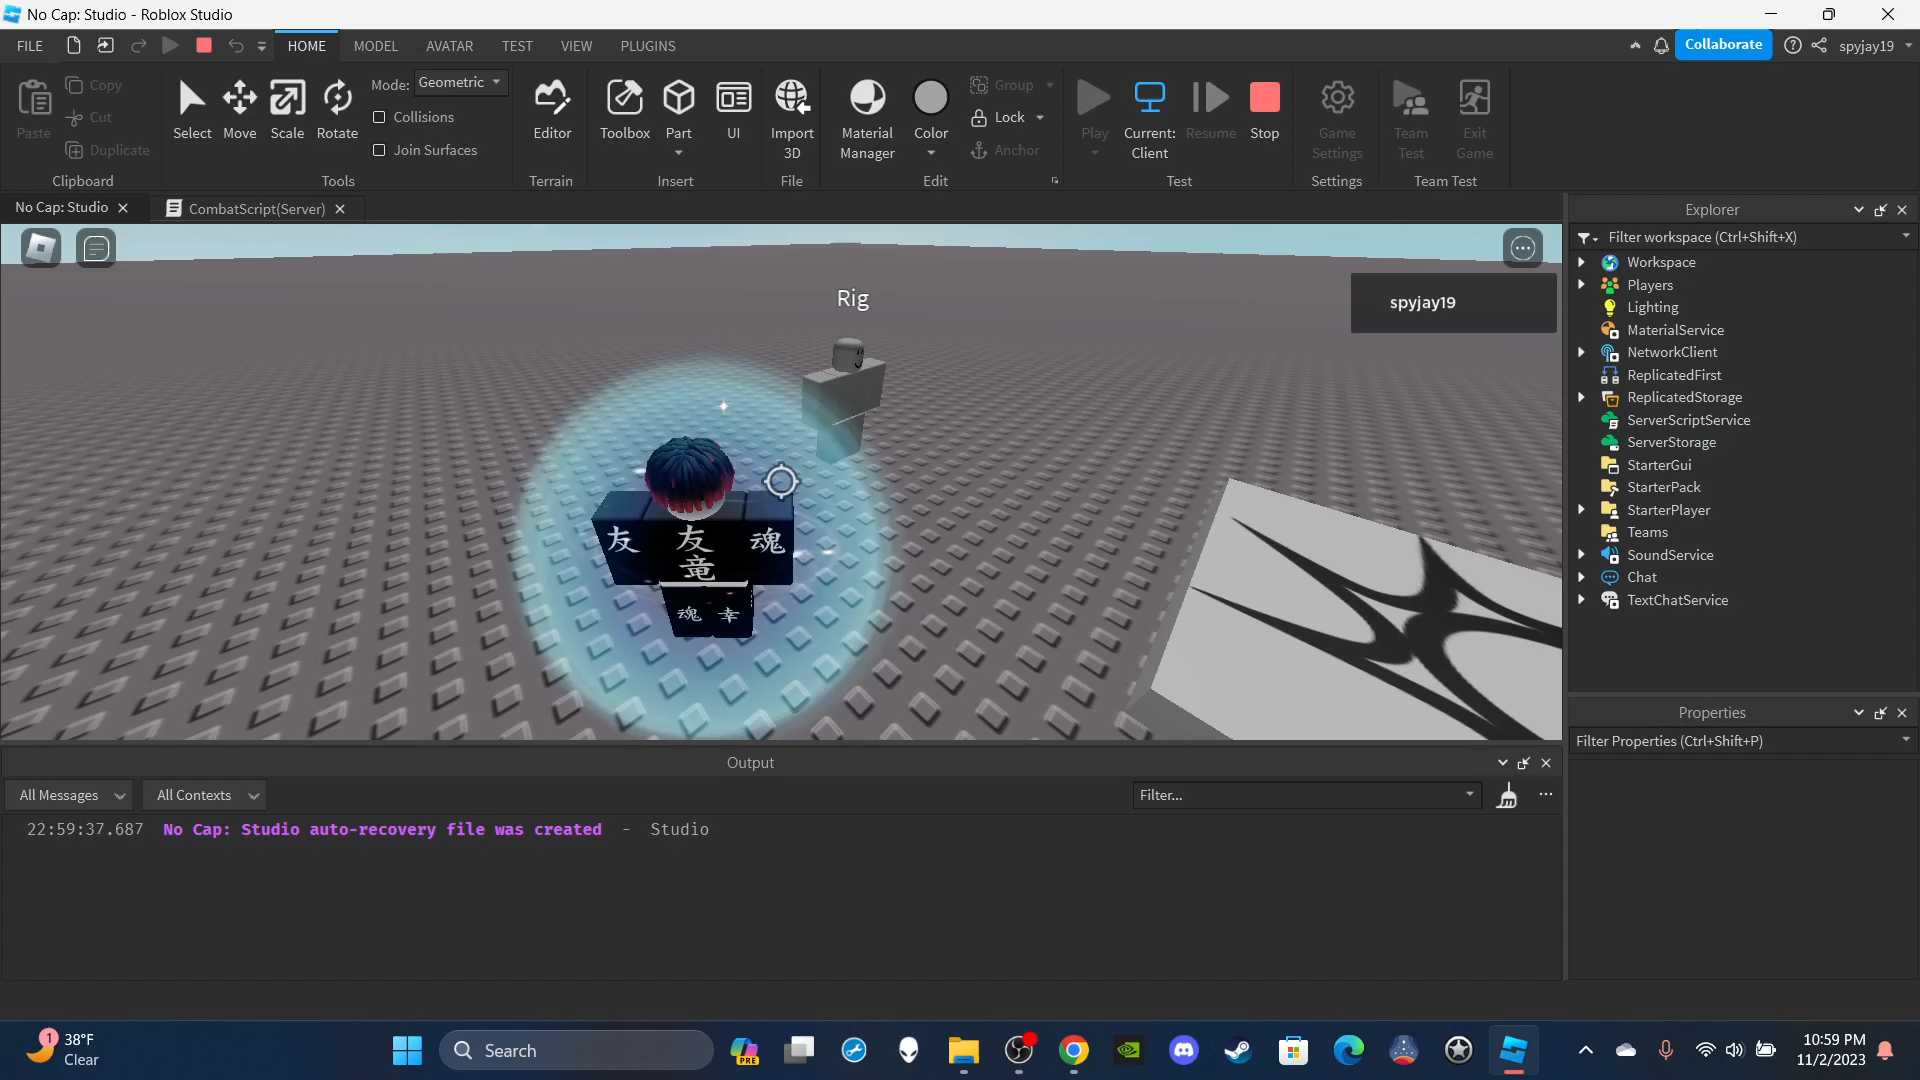 No Cap: Studio - Roblox Studio
FILE HOME MODEL AVATAR TEST VIEW PLUGINS Collaborate spyjay19
Paste Copy Cut Duplicate
Select Move Scale Rotate
Mode: Geometric
Collisions
Join Surfaces
Editor
Toolbox Part UI
Import 3D
Material Manager
Color
Group
Lock
Anchor
Play
Current: Client
Resume Stop
Game Settings
Team Test
Exit Game
Clipboard Tools Terrain Insert File Edit Test Settings Team Test
No Cap: Studio CombatScript(Server)
Rig
spyjay19
友 友 魂
竜
魂 幸
Explorer
Filter workspace (Ctrl+Shift+X)
Workspace
Players
Lighting
MaterialService
NetworkClient
ReplicatedFirst
ReplicatedStorage
ServerScriptService
ServerStorage
StarterGui
StarterPack
StarterPlayer
Teams
SoundService
Chat
TextChatService
Properties
Filter Properties (Ctrl+Shift+P)
Output
All Messages All Contexts Filter...
22:59:37.687 No Cap: Studio auto-recovery file was created - Studio
1
38°F
Clear
Search
PRE
10:59 PM
11/2/2023